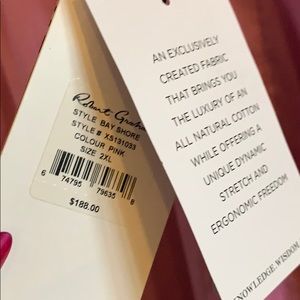 Robert Graham
STYLE BAY SHORE
STYLE# XS131033
COLOUR PINK
SIZE 2XL
6 74795 79635 8
$188.00
AN EXCLUSIVELY
CREATED FABRIC
THAT BRINGS YOU
THE LUXURY OF AN
ALL NATURAL COTTON
WHILE OFFERING A
UNIQUE DYNAMIC
STRETCH AND
ERGONOMIC FREEDOM
NOWLEDGE.WISDOM.